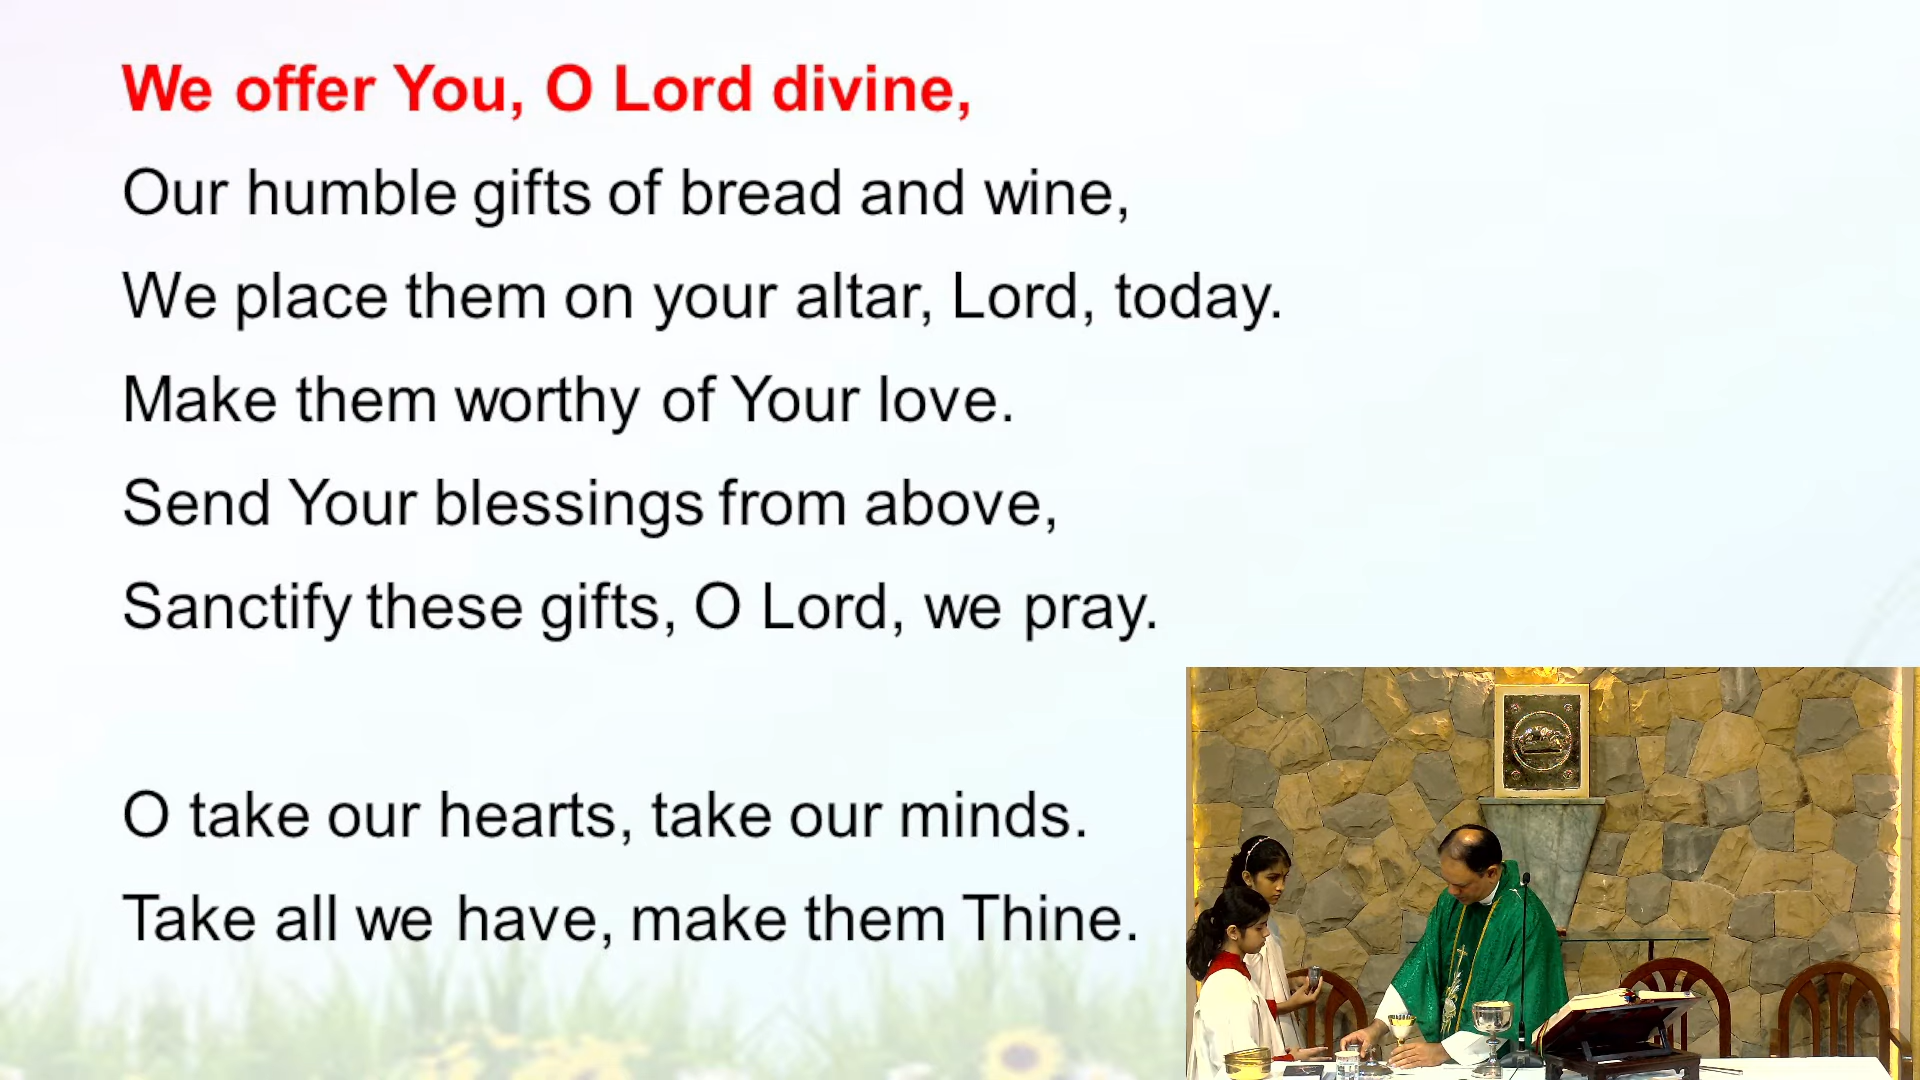 We offer You, O Lord divine,
Our humble gifts of bread and wine,
We place them on your altar, Lord, today.
Make them worthy of Your love.
Send Your blessings from above,
Sanctify these gifts, O Lord, we pray.
O take our hearts, take our minds.
Take all we have, make them Thine.